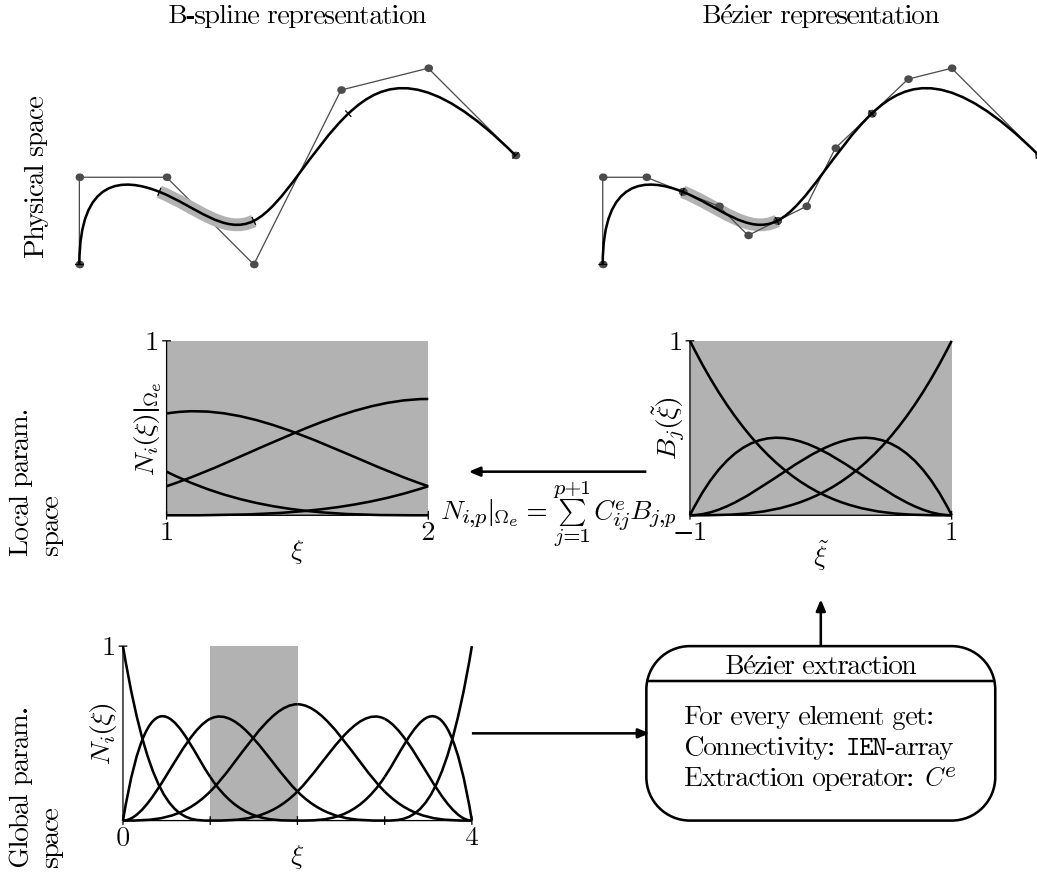 B-spline representation
Bézier representation
Physical space
Local param.
space
1
N_i(ξ)|_{Ω_e}
1
2
ξ
N_{i,p}|_{Ω_e} = \sum_{j=1}^{p+1} C^e_{ij} B_{j,p}
1
B_j(ξ̃)
−1
1
ξ̃
Global param.
space
1
N_i(ξ)
0
4
ξ
Bézier extraction
For every element get:
Connectivity: IEN-array
Extraction operator: C^e